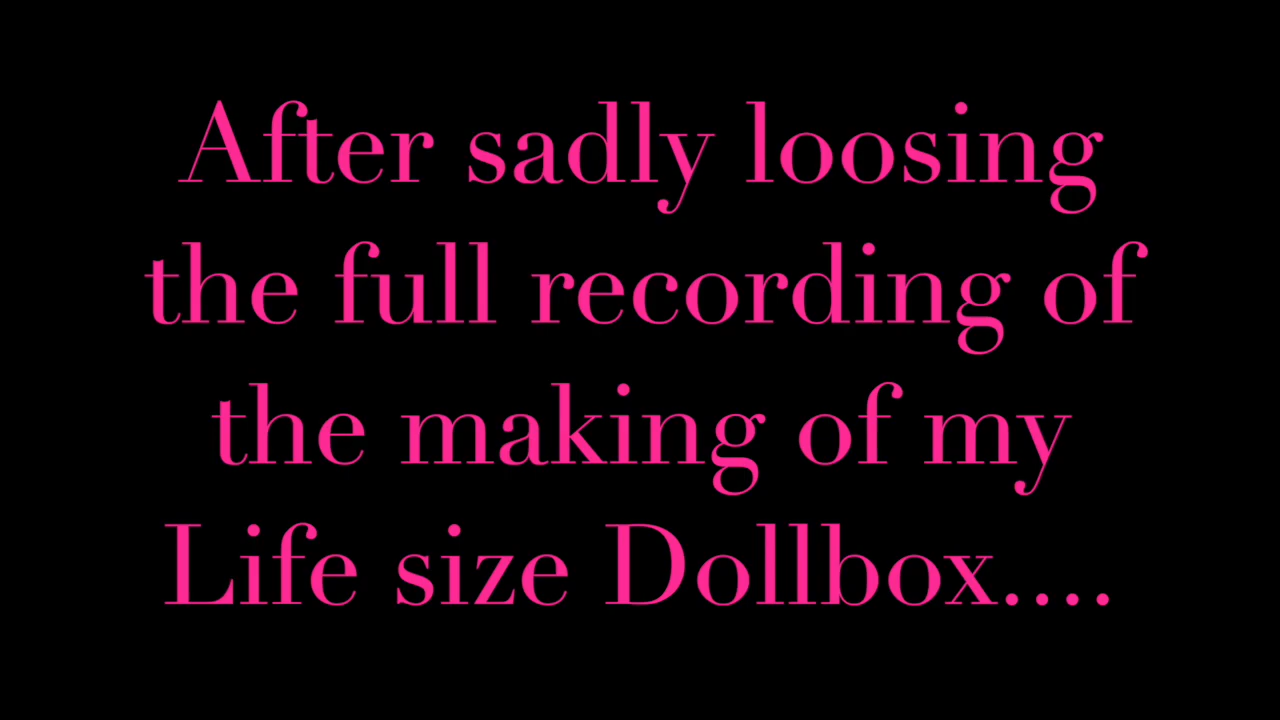 After sadly loosing
the full recording of
the making of my
Life size Dollbox....